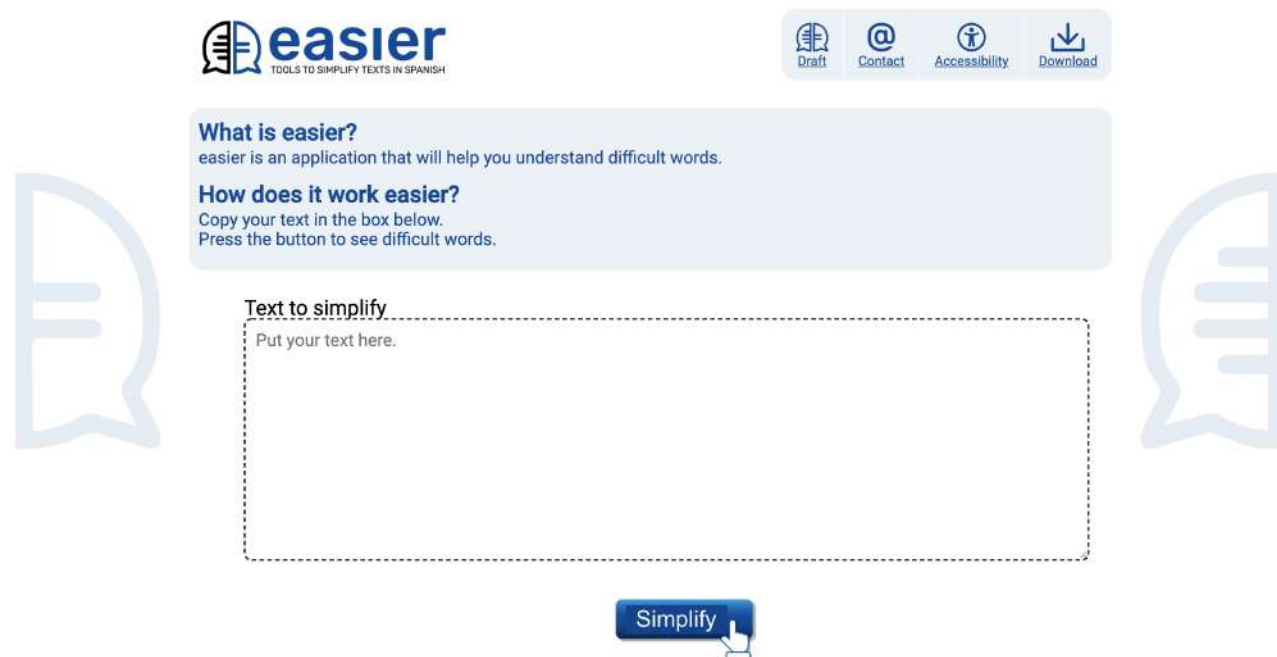 easier
TOOLS TO SIMPLIFY TEXTS IN SPANISH
Draft
Contact
Accessibility
Download
What is easier?
easier is an application that will help you understand difficult words.
How does it work easier?
Copy your text in the box below.
Press the button to see difficult words.
Text to simplify
Put your text here.
Simplify